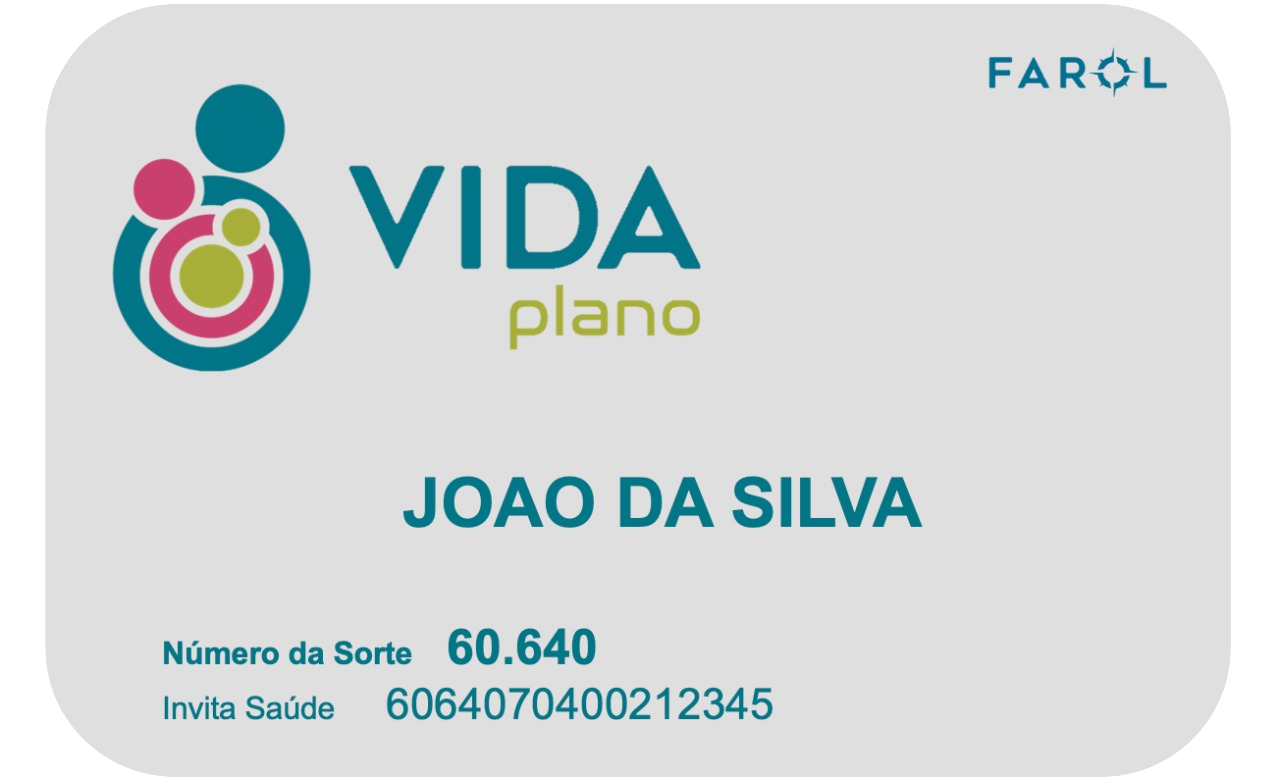 FAROL
VIDA
plano
JOAO DA SILVA
Número da Sorte 60.640
Invita Saúde 6064070400212345